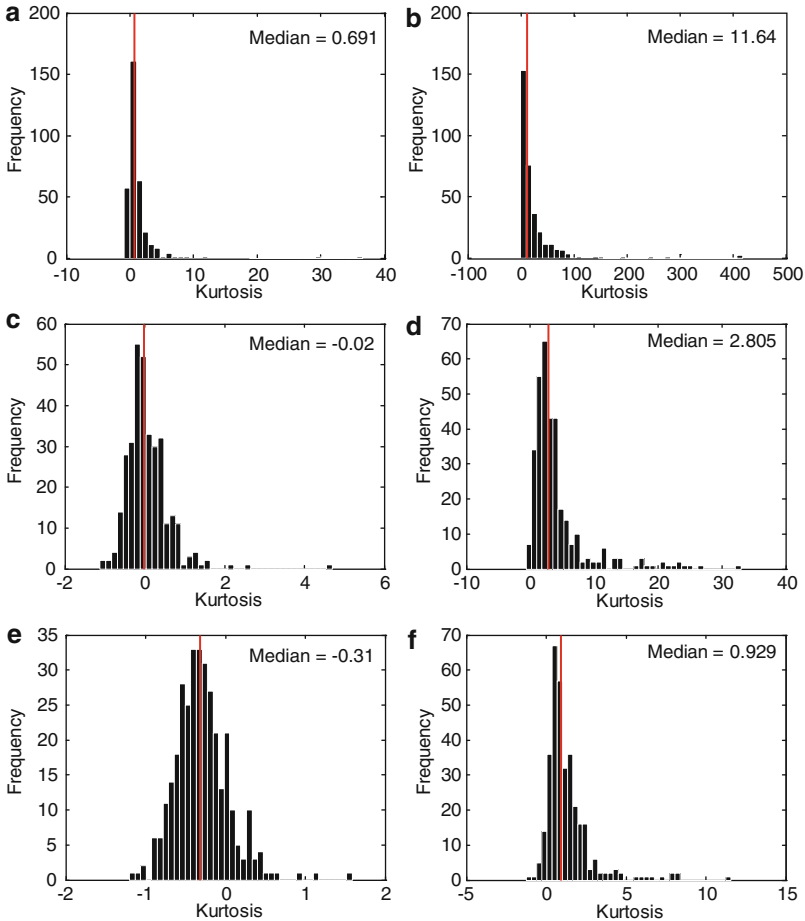 a
200
150
100
50
0
Frequency
Median = 0.691
-10 0 10 20 30 40
Kurtosis
b
200
150
100
50
0
Frequency
Median = 11.64
-100 0 100 200 300 400 500
Kurtosis
c
60
50
40
30
20
10
0
Frequency
Median = -0.02
-2 0 2 4 6
Kurtosis
d
70
60
50
40
30
20
10
0
Frequency
Median = 2.805
-10 0 10 20 30 40
Kurtosis
e
35
30
25
20
15
10
5
0
Frequency
Median = -0.31
-2 -1 0 1 2
Kurtosis
f
70
60
50
40
30
20
10
0
Frequency
Median = 0.929
-5 0 5 10 15
Kurtosis